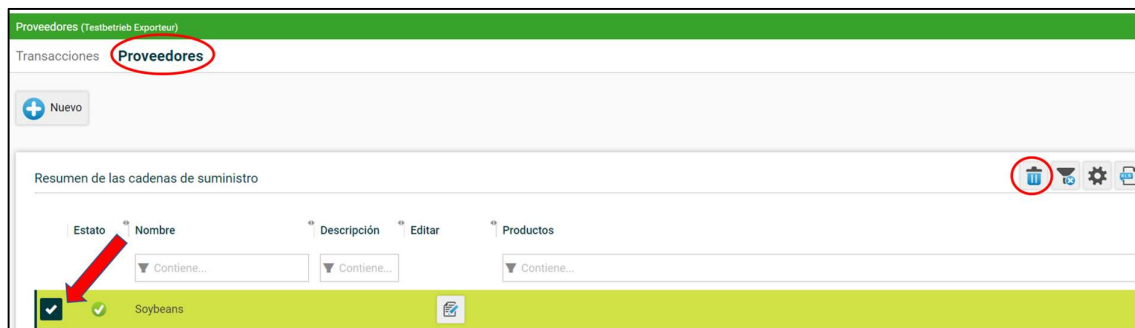 Proveedores (Testbetrieb Exporteur)
Transacciones Proveedores
Nuevo
Resumen de las cadenas de suministro
Estato Nombre Descripción Editar Productos
Contiene... Contiene... Contiene...
Soybeans